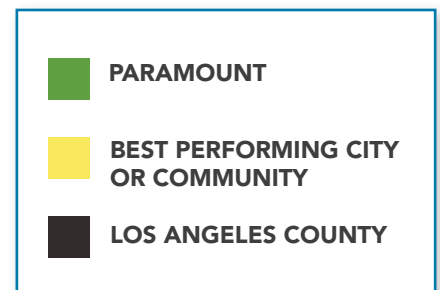 PARAMOUNT
BEST PERFORMING CITY
OR COMMUNITY
LOS ANGELES COUNTY